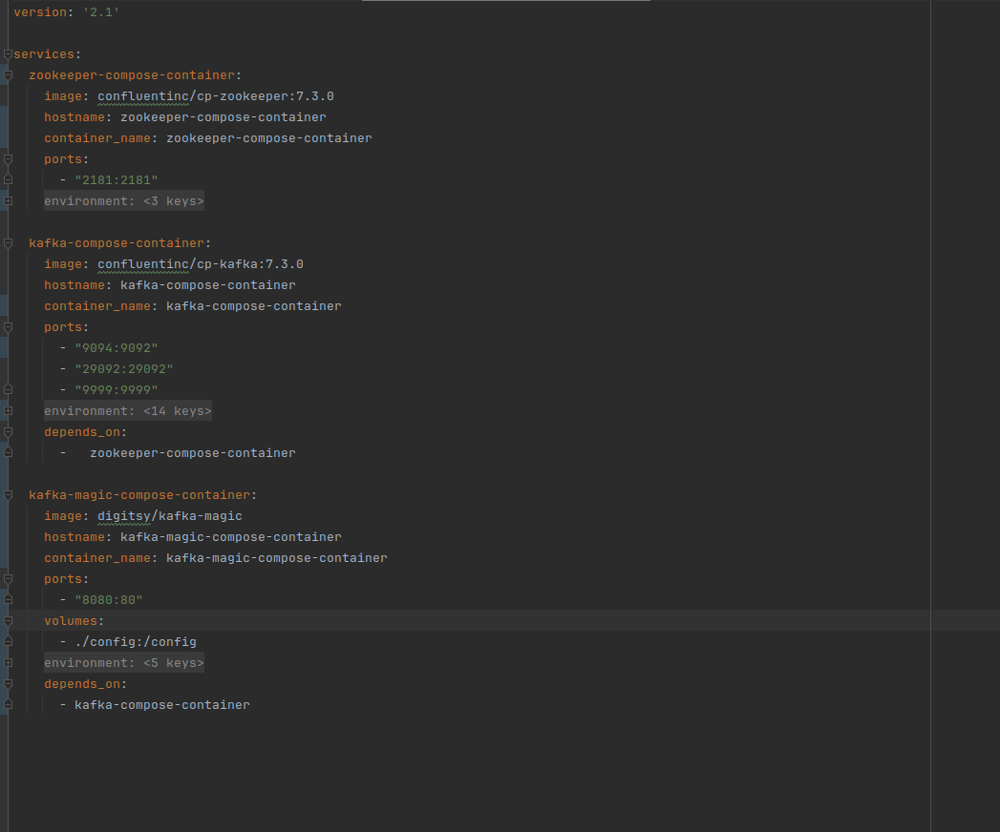 version: '2.1'

services:
  zookeeper-compose-container:
    image: confluentinc/cp-zookeeper:7.3.0
    hostname: zookeeper-compose-container
    container_name: zookeeper-compose-container
    ports:
      - "2181:2181"
    environment: <3 keys>

  kafka-compose-container:
    image: confluentinc/cp-kafka:7.3.0
    hostname: kafka-compose-container
    container_name: kafka-compose-container
    ports:
      - "9094:9092"
      - "29092:29092"
      - "9999:9999"
    environment: <14 keys>
    depends_on:
      -   zookeeper-compose-container

  kafka-magic-compose-container:
    image: digitsy/kafka-magic
    hostname: kafka-magic-compose-container
    container_name: kafka-magic-compose-container
    ports:
      - "8080:80"
    volumes:
      - ./config:/config
    environment: <5 keys>
    depends_on:
      - kafka-compose-container